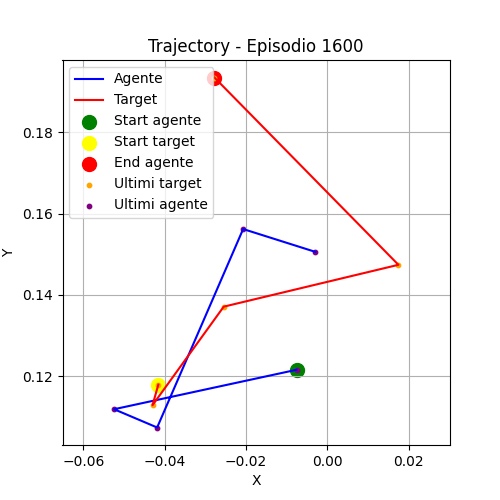 Trajectory - Episodio 1600
Agente
Target
Start agente
Start target
End agente
Ultimi target
Ultimi agente
0.18
0.16
0.14
0.12
Y
−0.06
−0.04
−0.02
0.00
0.02
X